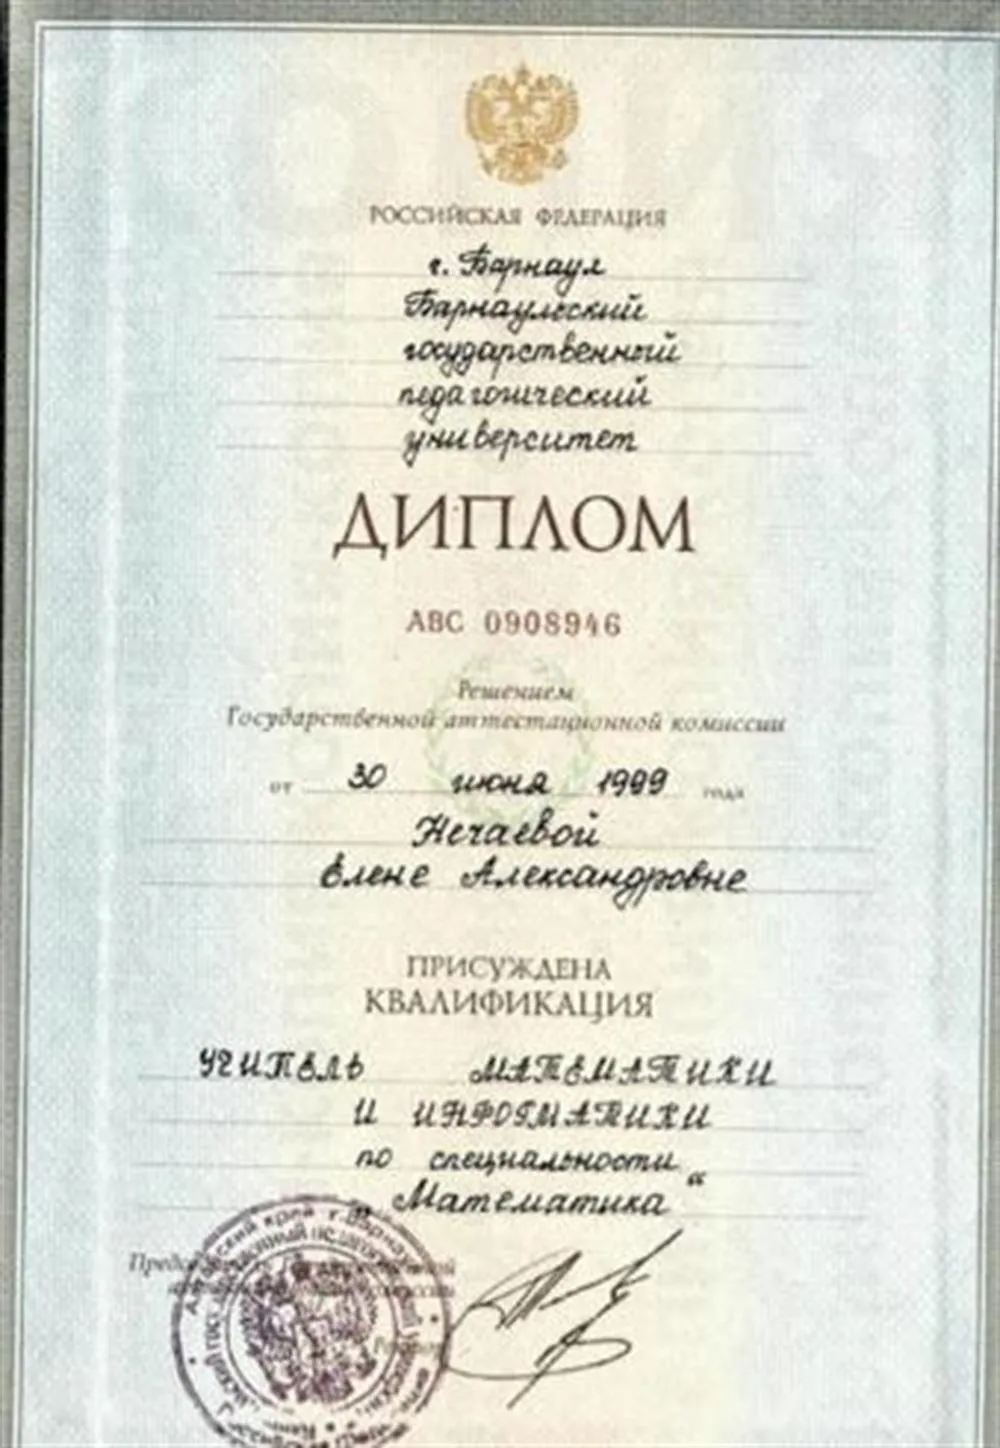 РОССИЙСКАЯ ФЕДЕРАЦИЯ
г. Барнаул
Барнаульский
государственный
педагогический
университет
ДИПЛОМ
АВС 0908946
Решением
Государственной аттестационной комиссии
от 30 июня 1999 года
Нечаевой
Елене Александровне
ПРИСУЖДЕНА
КВАЛИФИКАЦИЯ
УЧИТЕЛЬ МАТЕМАТИКИ
И ИНФОРМАТИКИ
по специальности
„Математика“